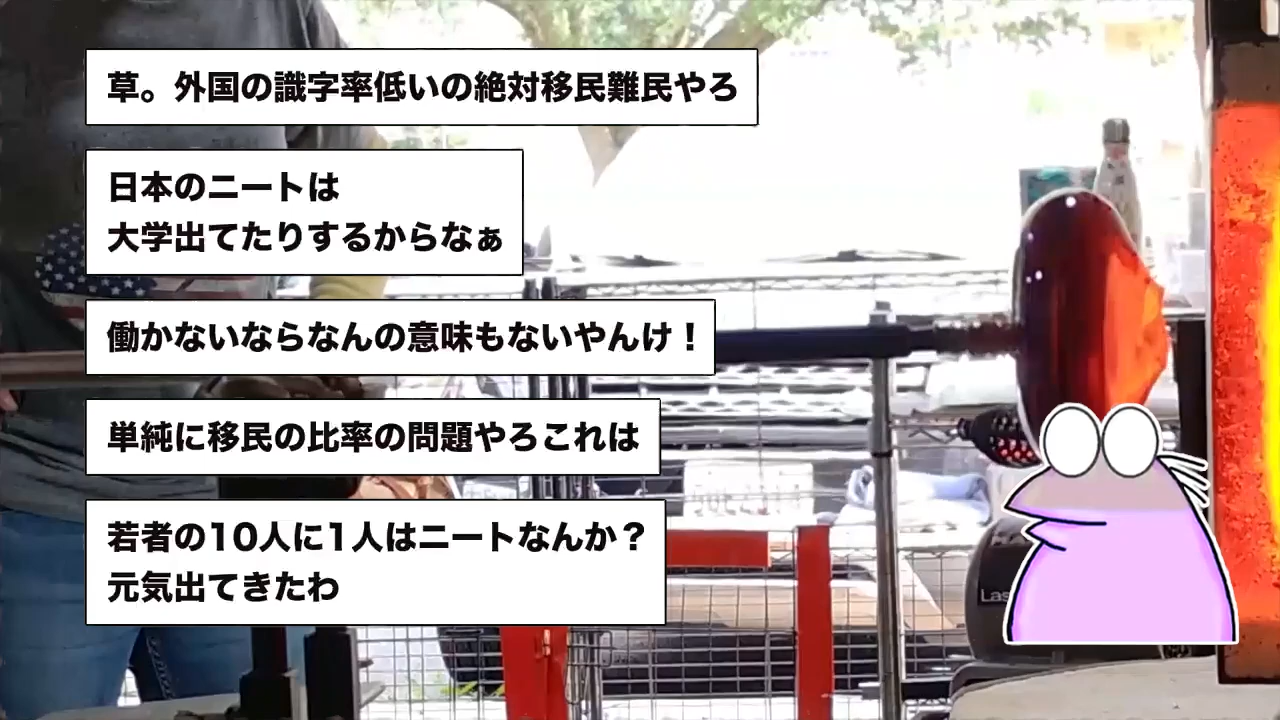 草。外国の識字率低いの絶対移民難民やろ
日本のニートは
大学出てたりするからなぁ
働かないならなんの意味もないやんけ！
単純に移民の比率の問題やろこれは
若者の10人に1人はニートなんか？
元気出てきたわ
Las